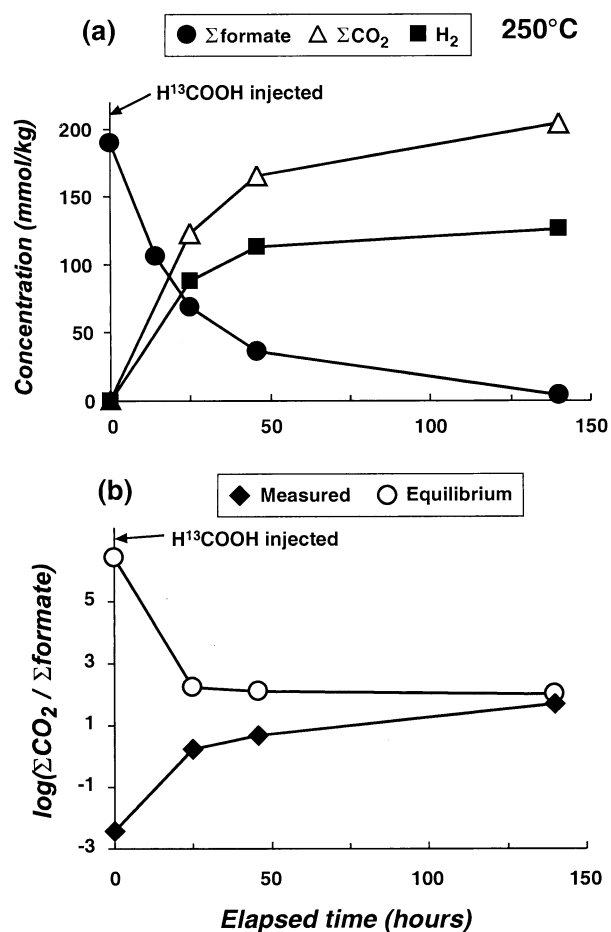 (a) Σformate ΣCO2 H2 250°C
H13COOH injected
Concentration (mmol/kg)
200
150
100
50
0
0 50 100 150
(b) Measured Equilibrium
H13COOH injected
log(ΣCO2 / Σformate)
5
3
1
-1
-3
0 50 100 150
Elapsed time (hours)